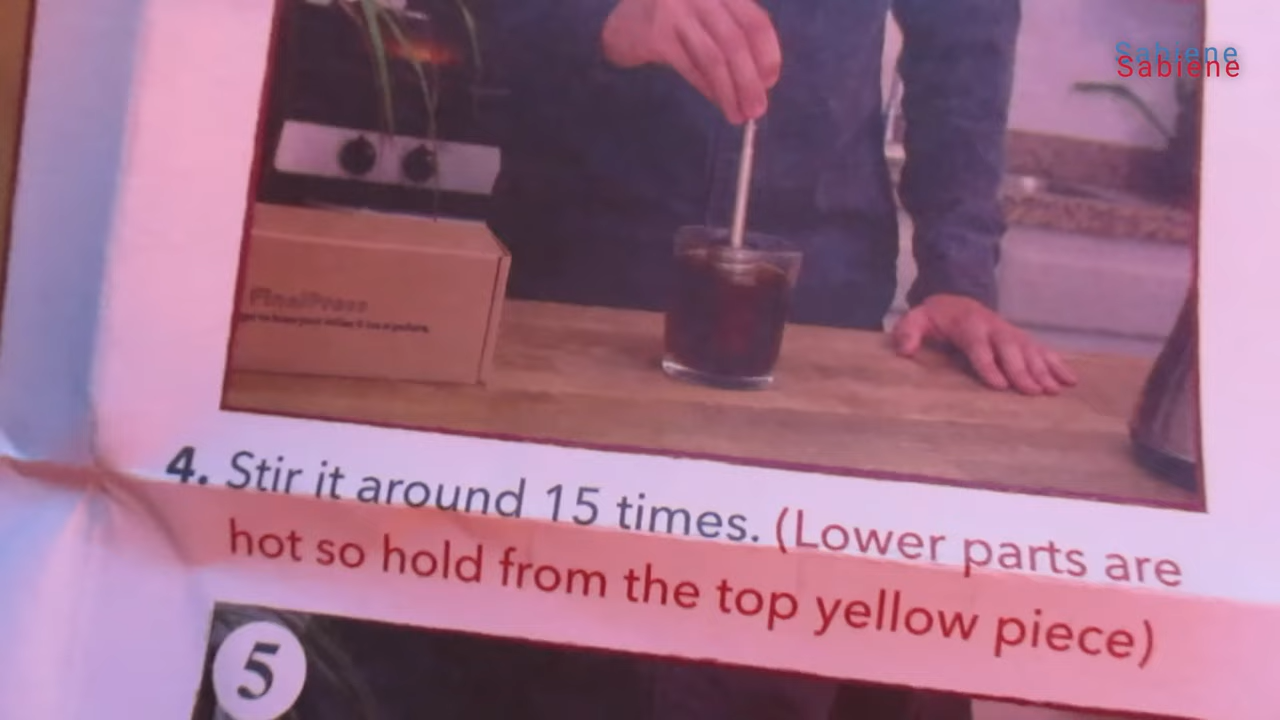 Sabiene
Sabiene
FinalPress
4. Stir it around 15 times. (Lower parts are
hot so hold from the top yellow piece)
5